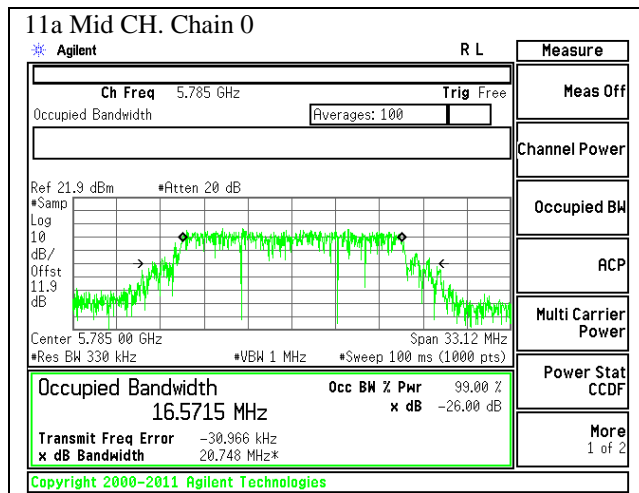 11a Mid CH. Chain 0
Agilent R L Measure
Ch Freq 5.785 GHz Trig Free
Meas Off
Occupied Bandwidth Averages: 100
Channel Power
Ref 21.9 dBm #Atten 20 dB
#Samp
Log
10
dB/
Offst
11.9
dB
Occupied BW
ACP
Multi Carrier
Power
Center 5.785 00 GHz Span 33.12 MHz
#Res BW 330 kHz #VBW 1 MHz #Sweep 100 ms (1000 pts)
Occupied Bandwidth Occ BW % Pwr 99.00 %
16.5715 MHz x dB -26.00 dB
Transmit Freq Error -30.966 kHz
x dB Bandwidth 20.748 MHz*
Power Stat
CCDF
More
1 of 2
Copyright 2000-2011 Agilent Technologies